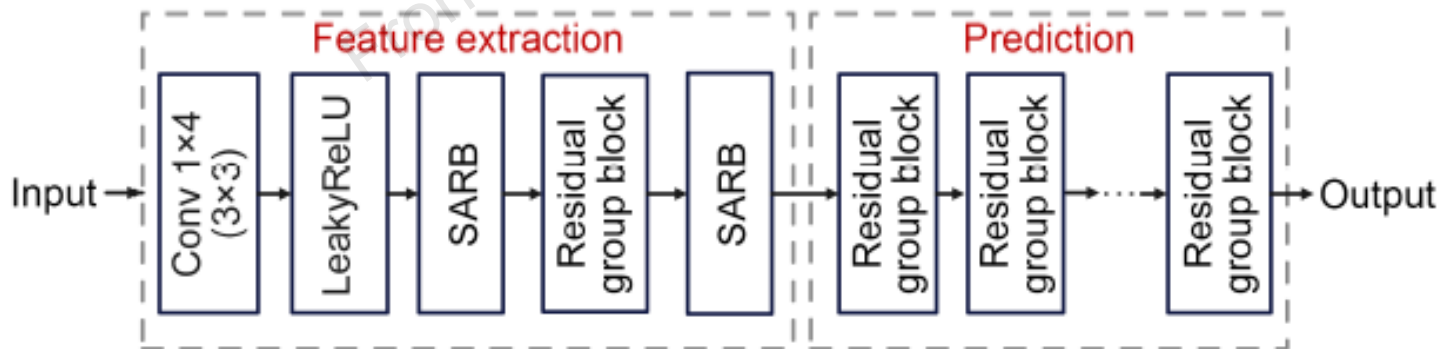 Feature extraction
Prediction
Input
Conv 1×4
(3×3)
LeakyReLU
SARB
Residual
group block
SARB
Residual
group block
Residual
group block
......
Residual
group block
Output
From